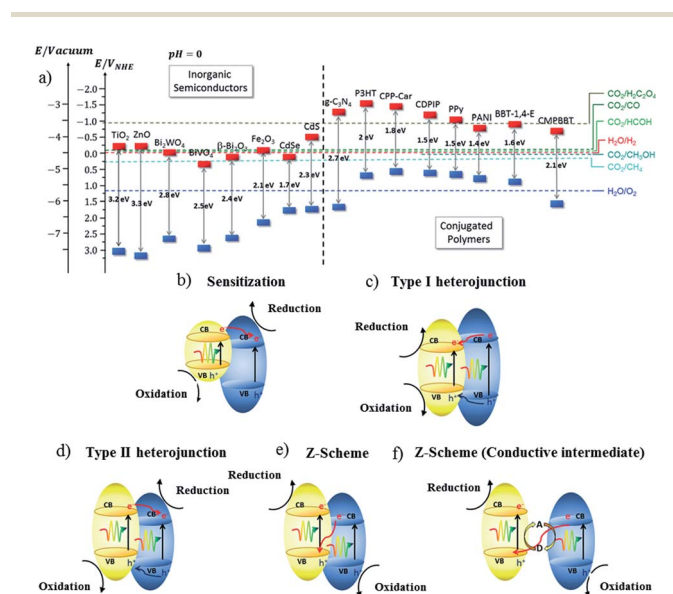 E/Vacuum
pH = 0
a)
E/V_NHE
Inorganic
Semiconductors
CO₂/H₂C₂O₄
CO₂/CO
CO₂/HCOH
H₂O/H₂
CO₂/CH₃OH
CO₂/CH₄
H₂O/O₂
-3
-4
-5
-6
-7
-2.0
-1.5
-1.0
-0.5
0.0
0.5
1.0
1.5
2.0
2.5
3.0
TiO₂
ZnO
Bi₂WO₄
BiVO₄
β-Bi₂O₃
Fe₂O₃
CdSe
CdS
g-C₃N₄
P3HT
CPP-Car
CDPIP
PPy
PANI
BBT-1,4-E
CMPBBT
3.2 eV
3.3 eV
2.8 eV
2.5eV
2.4 eV
2.1 eV
1.7 eV
2.3 eV
2.7 eV
2 eV
1.8 eV
1.5 eV
1.5 eV
1.4 eV
1.6 eV
2.1 eV
Conjugated
Polymers
b) Sensitization
CB
e⁻
e⁻
CB
VB
h⁺
VB
h⁺
Reduction
Oxidation
c) Type I heterojunction
Reduction
CB
e⁻
CB
e⁻
VB
h⁺
VB
h⁺
Oxidation
d) Type II heterojunction
Reduction
CB
e⁻
CB
e⁻
VB
h⁺
VB
h⁺
Oxidation
e) Z-Scheme
Reduction
CB
e⁻
CB
e⁻
VB
h⁺
VB
h⁺
Oxidation
f) Z-Scheme (Conductive intermediate)
Reduction
CB
e⁻
A
CB
e⁻
D
VB
h⁺
VB
h⁺
Oxidation